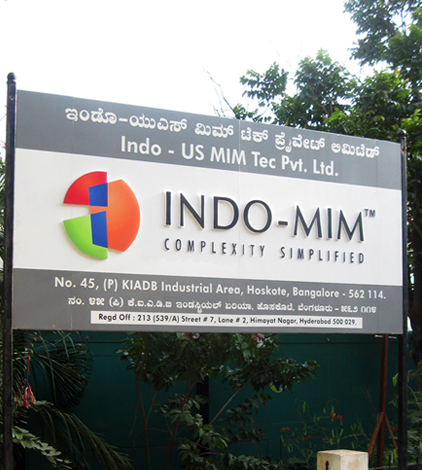 ಇಂಡೊ-ಯುಎಸ್ ಮಿಮ್ ಟೆಕ್ ಪ್ರೈವೇಟ್ ಲಿಮಿಟೆಡ್
Indo - US MIM Tec Pvt. Ltd.
INDO-MIM™
COMPLEXITY SIMPLIFIED
No. 45, (P) KIADB Industrial Area, Hoskote, Bangalore - 562 114.
ನಂ. ೪೫ (ಪಿ) ಕೆ.ಐ.ಎ.ಡಿ.ಬಿ ಇಂಡಸ್ಟ್ರಿಯಲ್ ಏರಿಯಾ, ಹೊಸಕೋಟೆ, ಬೆಂಗಳೂರು - ೫೬೨ ೧೧೪
Regd Off : 213 (539/A) Street # 7, Lane # 2, Himayat Nagar, Hyderabad 500 029.